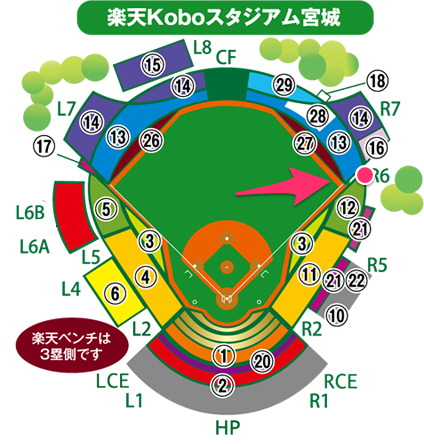 楽天Koboスタジアム宮城
L8
CF
⑮
⑭
㉙
⑱
L7
R7
⑭
⑬
㉖
㉗
㉘
⑬
⑭
⑯
⑰
R6
L6B
⑤
⑫
L6A
③
③
㉑
L5
④
⑪
R5
L4
⑥
㉑
㉒
⑩
L2
R2
楽天ベンチは
3塁側です
①
⑳
②
LCE
RCE
L1
R1
HP